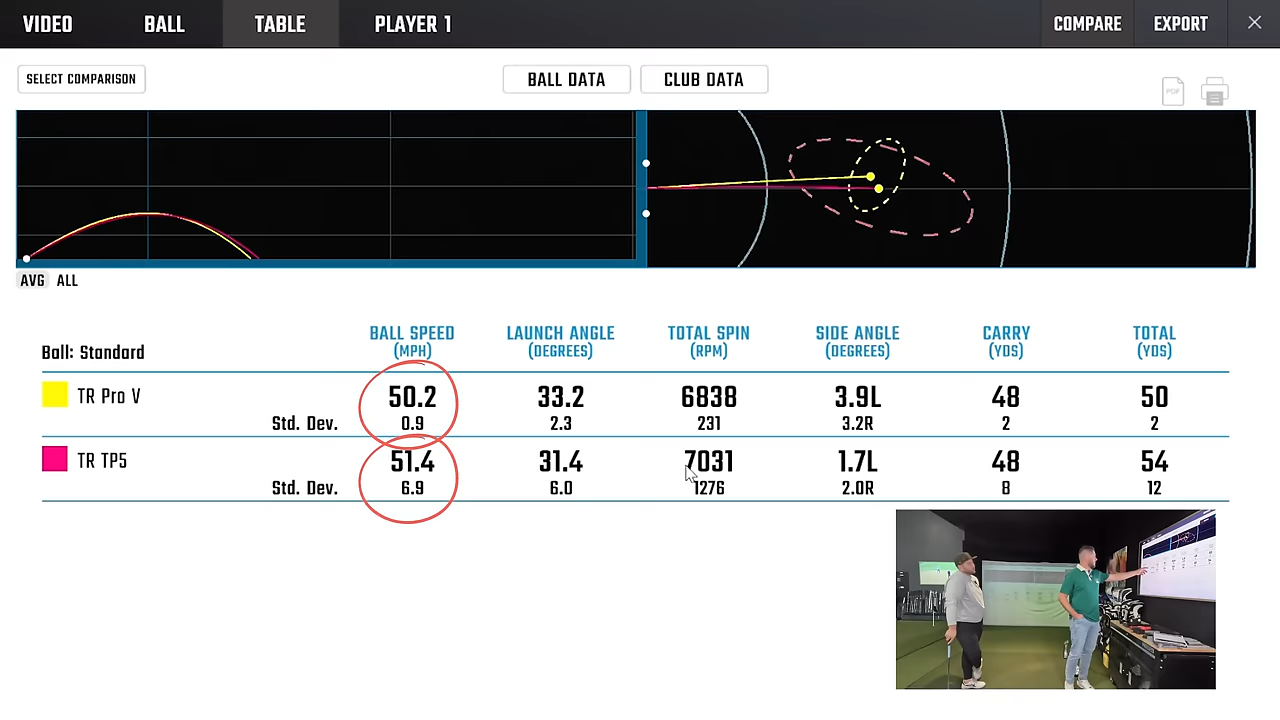 VIDEO BALL TABLE PLAYER 1 COMPARE EXPORT
SELECT COMPARISON BALL DATA CLUB DATA
PDF
AVG ALL
BALL SPEED LAUNCH ANGLE TOTAL SPIN SIDE ANGLE CARRY TOTAL
Ball: Standard (MPH) (DEGREES) (RPM) (DEGREES) (YDS) (YDS)
TR Pro V 50.2 33.2 6838 3.9L 48 50
Std. Dev. 0.9 2.3 231 3.2R 2 2
TR TP5 51.4 31.4 7031 1.7L 48 54
Std. Dev. 6.9 6.0 1276 2.0R 8 12